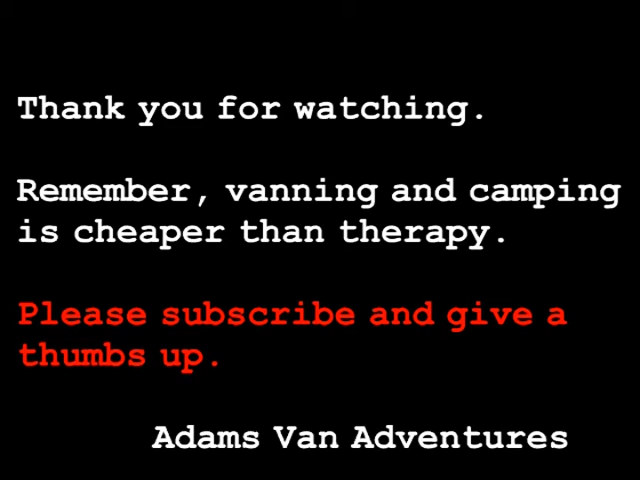 Thank you for watching.
Remember, vanning and camping
is cheaper than therapy.
Please subscribe and give a
thumbs up.
Adams Van Adventures